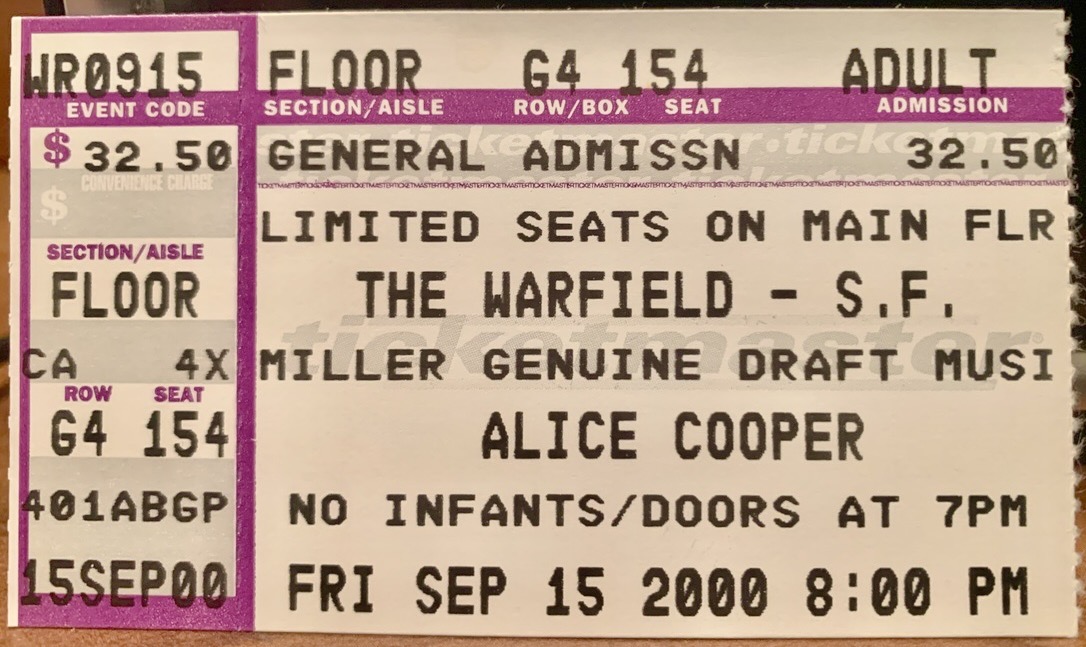 WR0915 FLOOR G4 154 ADULT
EVENT CODE SECTION/AISLE ROW/BOX SEAT ADMISSION
$ 32.50 GENERAL ADMISSN 32.50
CONVENIENCE CHARGE
$
LIMITED SEATS ON MAIN FLR
SECTION/AISLE
FLOOR THE WARFIELD - S.F.
ticketmaster
CA 4X MILLER GENUINE DRAFT MUSI
ROW SEAT
G4 154 ALICE COOPER
401ABGP NO INFANTS/DOORS AT 7PM
15SEP00 FRI SEP 15 2000 8:00 PM